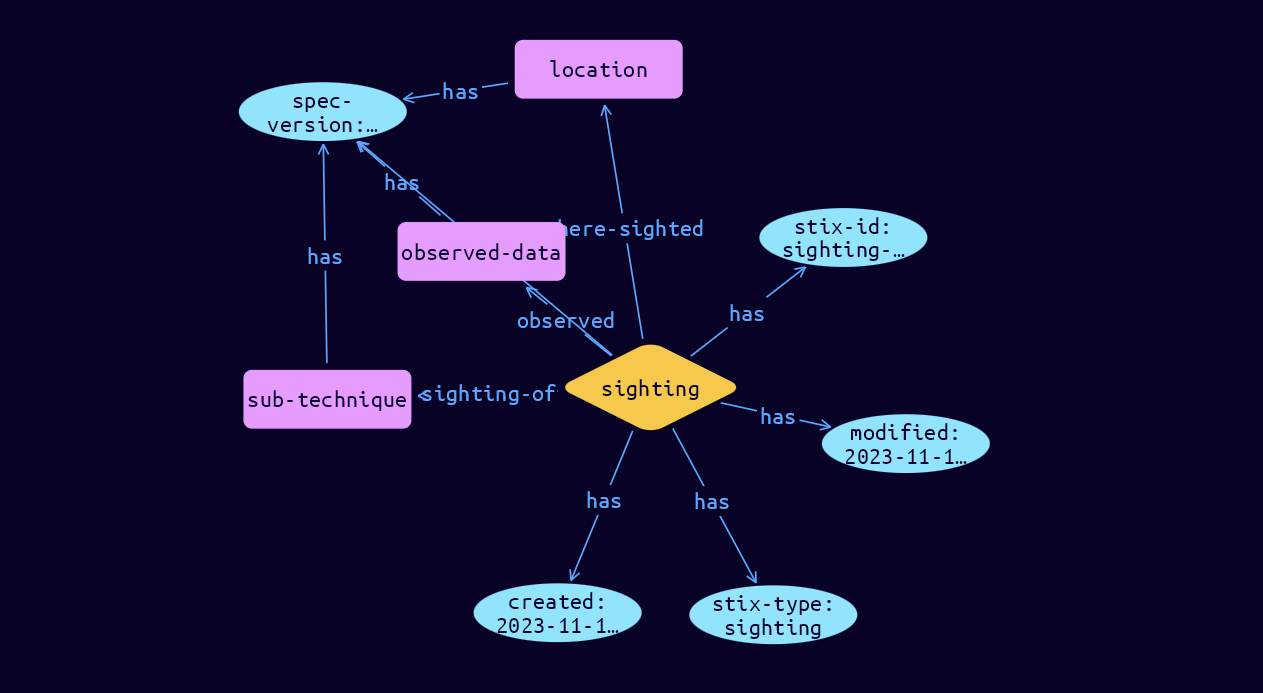 location
has
spec-
version:…
has
here-sighted
stix-id:
sighting-…
observed-data
has
has
observed
sighting
sub-technique
sighting-of
has
modified:
2023-11-1…
has
has
created:
2023-11-1…
stix-type:
sighting